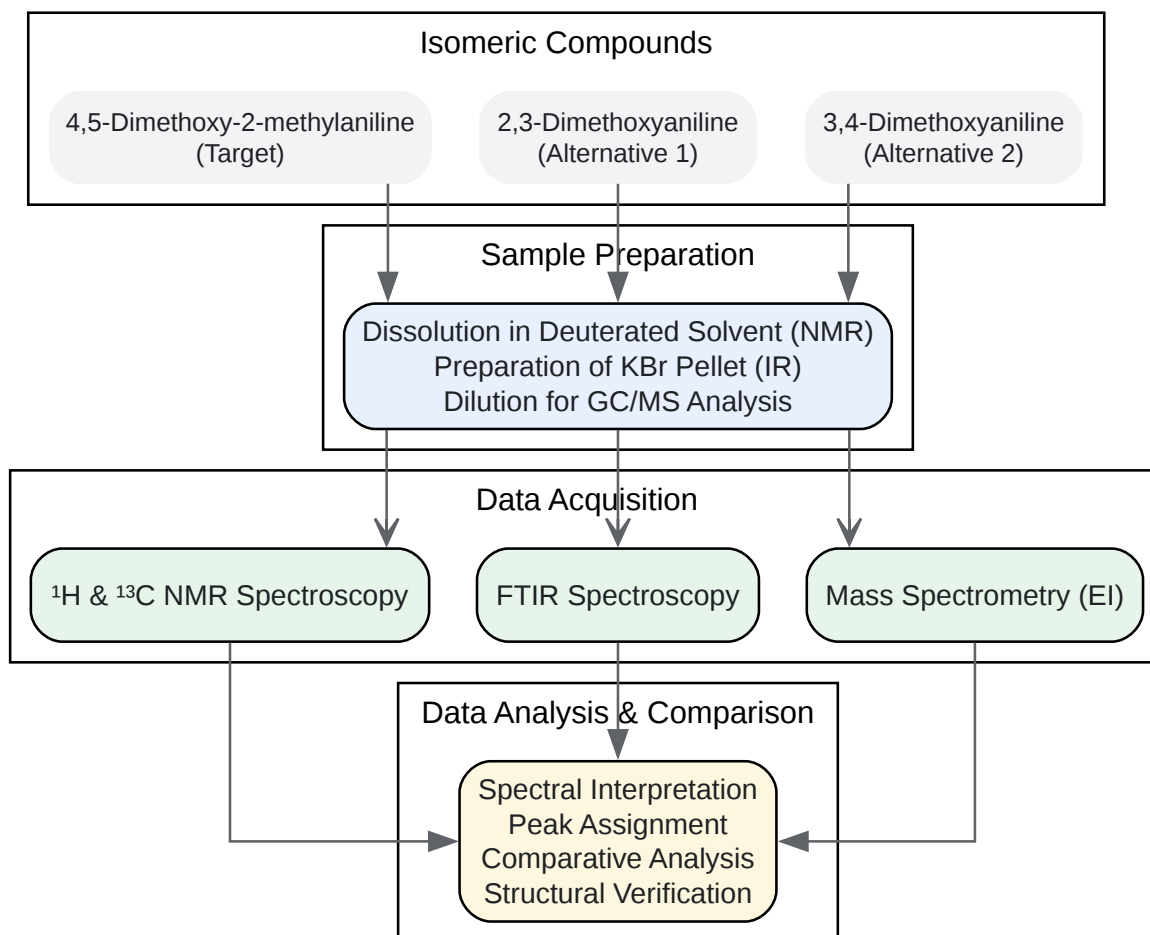 Isomeric Compounds
4,5-Dimethoxy-2-methylaniline
(Target)
2,3-Dimethoxyaniline
(Alternative 1)
3,4-Dimethoxyaniline
(Alternative 2)
Sample Preparation
Dissolution in Deuterated Solvent (NMR)
Preparation of KBr Pellet (IR)
Dilution for GC/MS Analysis
Data Acquisition
¹H & ¹³C NMR Spectroscopy
FTIR Spectroscopy
Mass Spectrometry (EI)
Data Analysis & Comparison
Spectral Interpretation
Peak Assignment
Comparative Analysis
Structural Verification